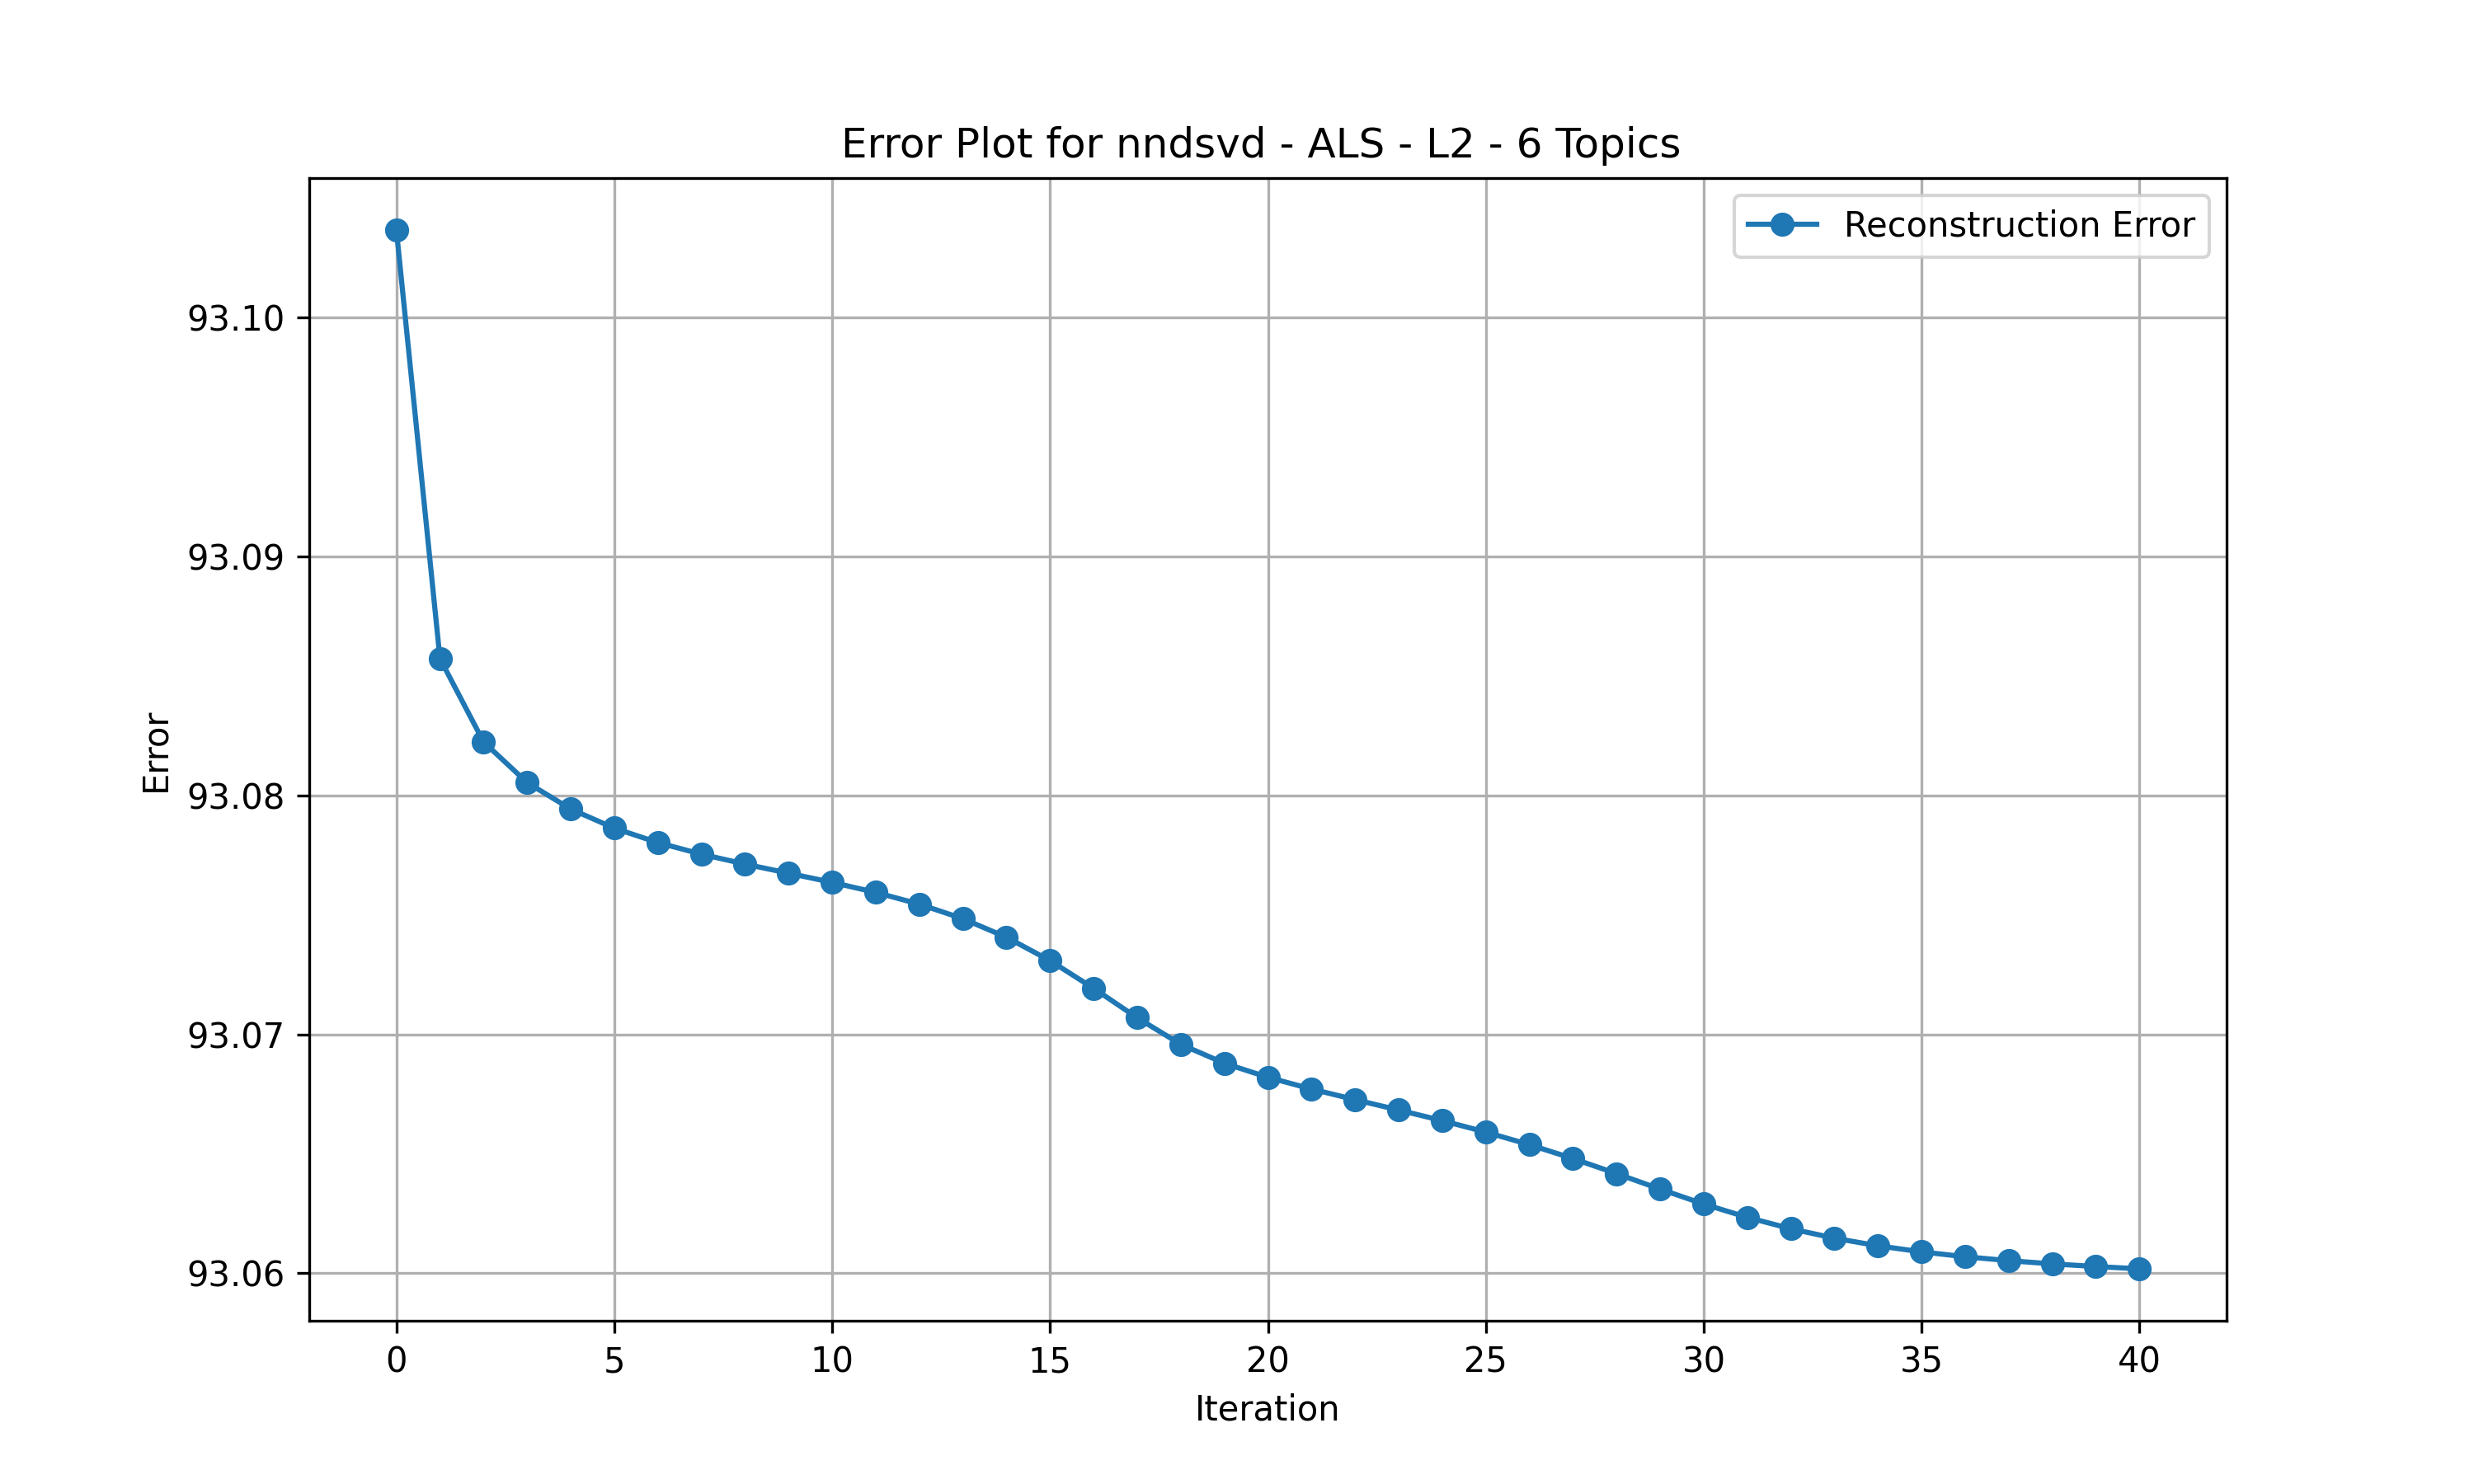 Error Plot for nndsvd - ALS - L2 - 6 Topics
Reconstruction Error
93.10
93.09
93.08
93.07
93.06
Error
0 5 10 15 20 25 30 35 40
Iteration